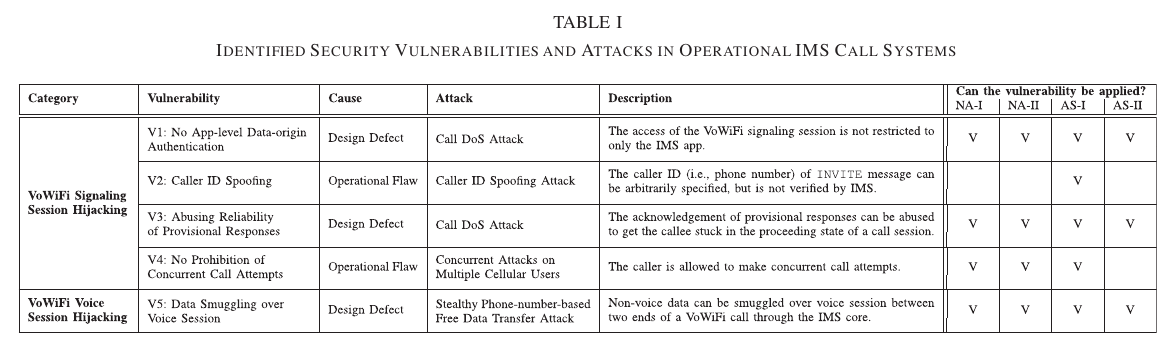 TABLE I
IDENTIFIED SECURITY VULNERABILITIES AND ATTACKS IN OPERATIONAL IMS CALL SYSTEMS
Category Vulnerability Cause Attack Description Can the vulnerability be applied?
NA-I NA-II AS-I AS-II
VoWiFi Signaling
Session Hijacking
V1: No App-level Data-origin
Authentication
Design Defect
Call DoS Attack
The access of the VoWiFi signaling session is not restricted to
only the IMS app.
V V V V
V2: Caller ID Spoofing
Operational Flaw
Caller ID Spoofing Attack
The caller ID (i.e., phone number) of INVITE message can
be arbitrarily specified, but is not verified by IMS.
V
V3: Abusing Reliability
of Provisional Responses
Design Defect
Call DoS Attack
The acknowledgement of provisional responses can be abused
to get the callee stuck in the proceeding state of a call session.
V V V V
V4: No Prohibition of
Concurrent Call Attempts
Operational Flaw
Concurrent Attacks on
Multiple Cellular Users
The caller is allowed to make concurrent call attempts.
V V V
VoWiFi Voice
Session Hijacking
V5: Data Smuggling over
Voice Session
Design Defect
Stealthy Phone-number-based
Free Data Transfer Attack
Non-voice data can be smuggled over voice session between
two ends of a VoWiFi call through the IMS core.
V V V V